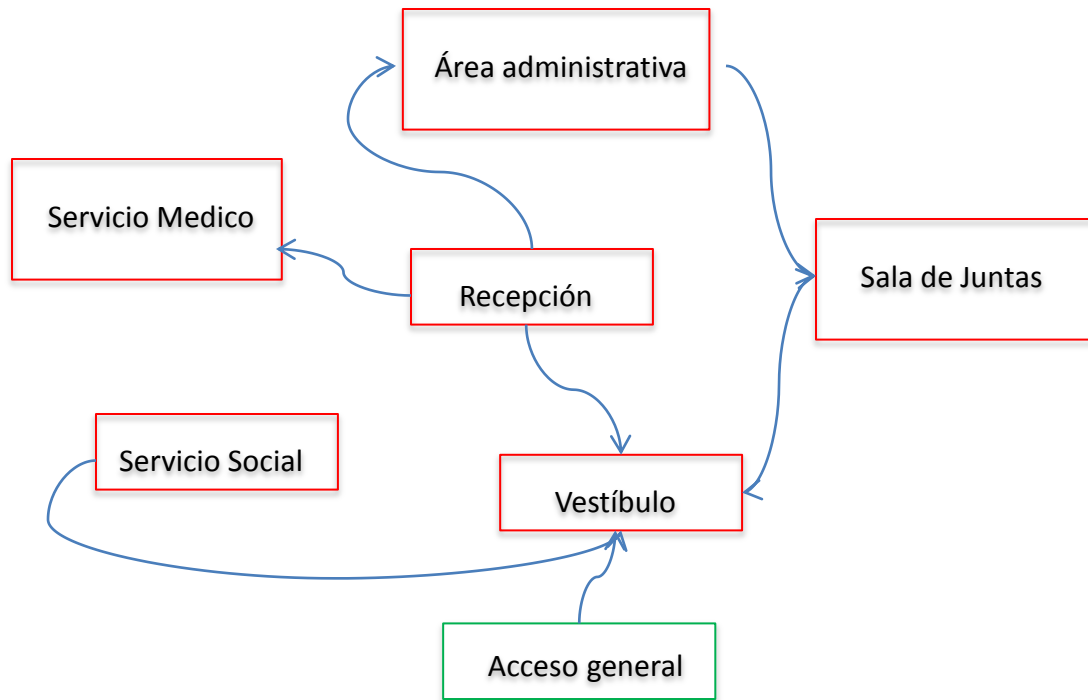 Área administrativa
Servicio Medico
Sala de Juntas
Recepción
Servicio Social
Vestíbulo
Acceso general